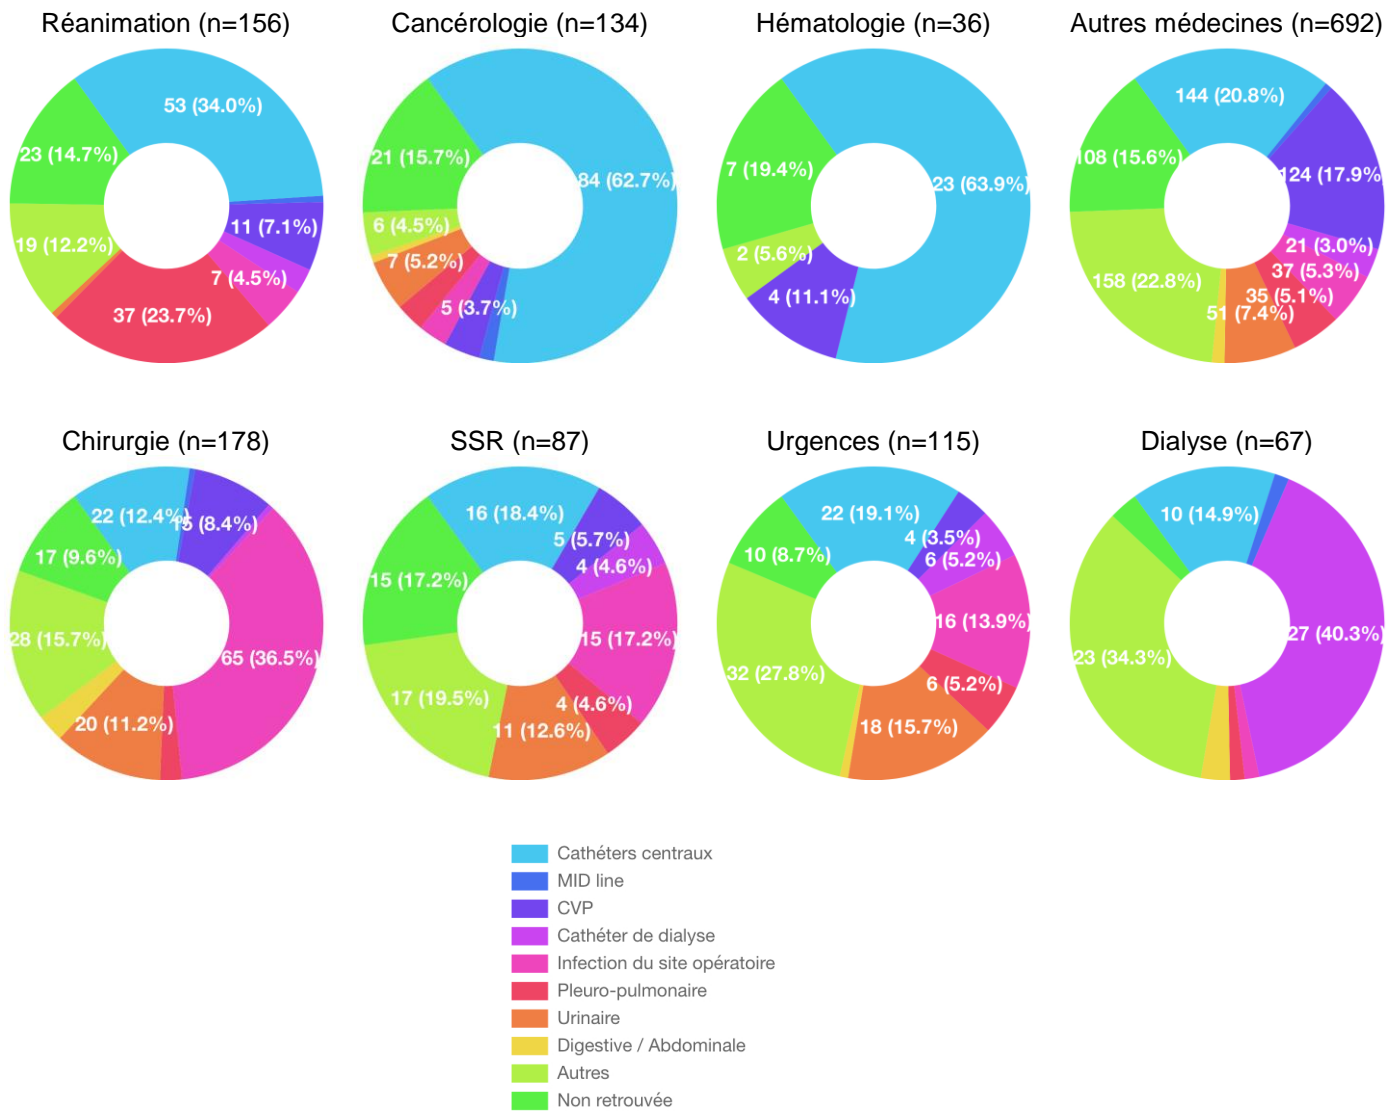 Réanimation (n=156)
Cancérologie (n=134)
Hématologie (n=36)
Autres médecines (n=692)
53 (34.0%)
11 (7.1%)
7 (4.5%)
37 (23.7%)
19 (12.2%)
23 (14.7%)
84 (62.7%)
5 (3.7%)
7 (5.2%)
6 (4.5%)
21 (15.7%)
23 (63.9%)
4 (11.1%)
2 (5.6%)
7 (19.4%)
144 (20.8%)
124 (17.9%
21 (3.0%)
37 (5.3%)
35 (5.1%)
51 (7.4%)
158 (22.8%)
108 (15.6%)
Chirurgie (n=178)
SSR (n=87)
Urgences (n=115)
Dialyse (n=67)
22 (12.4%)
15 (8.4%)
65 (36.5%)
20 (11.2%)
28 (15.7%)
17 (9.6%)
16 (18.4%)
5 (5.7%)
4 (4.6%)
15 (17.2%)
4 (4.6%)
11 (12.6%)
17 (19.5%)
15 (17.2%)
22 (19.1%)
4 (3.5%)
6 (5.2%)
16 (13.9%)
6 (5.2%)
18 (15.7%)
32 (27.8%)
10 (8.7%)
10 (14.9%)
27 (40.3%)
23 (34.3%)
Cathéters centraux
MID line
CVP
Cathéter de dialyse
Infection du site opératoire
Pleuro-pulmonaire
Urinaire
Digestive / Abdominale
Autres
Non retrouvée